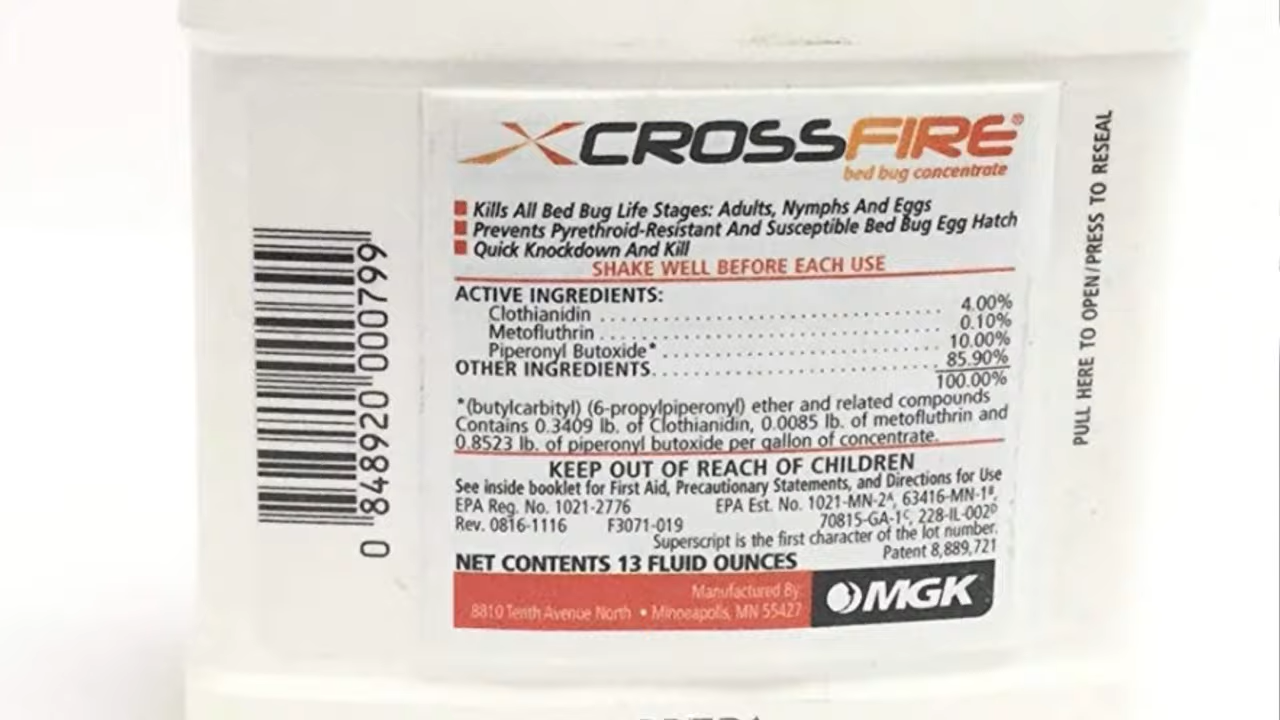 XCROSSFIRE®
bed bug concentrate
Kills All Bed Bug Life Stages: Adults, Nymphs And Eggs
Prevents Pyrethroid-Resistant And Susceptible Bed Bug Egg Hatch
Quick Knockdown And Kill
SHAKE WELL BEFORE EACH USE
ACTIVE INGREDIENTS:
Clothianidin 4.00%
Metofluthrin 0.10%
Piperonyl Butoxide* 10.00%
OTHER INGREDIENTS 85.90%
100.00%
*(butylcarbityl) (6-propylpiperonyl) ether and related compounds
Contains 0.3409 lb. of Clothianidin, 0.0085 lb. of metofluthrin and
0.8523 lb. of piperonyl butoxide per gallon of concentrate.
KEEP OUT OF REACH OF CHILDREN
See inside booklet for First Aid, Precautionary Statements, and Directions for Use
EPA Reg. No. 1021-2776 EPA Est. No. 1021-MN-2ᴬ, 63416-MN-1ᴮ,
Rev. 0816-1116 F3071-019 70815-GA-1ᶜ, 228-IL-002ᴰ
Superscript is the first character of the lot number.
Patent 8,889,721
NET CONTENTS 13 FLUID OUNCES
Manufactured By:
8810 Tenth Avenue North • Minneapolis, MN 55427
MGK
0 848920 000799
PULL HERE TO OPEN/PRESS TO RESEAL